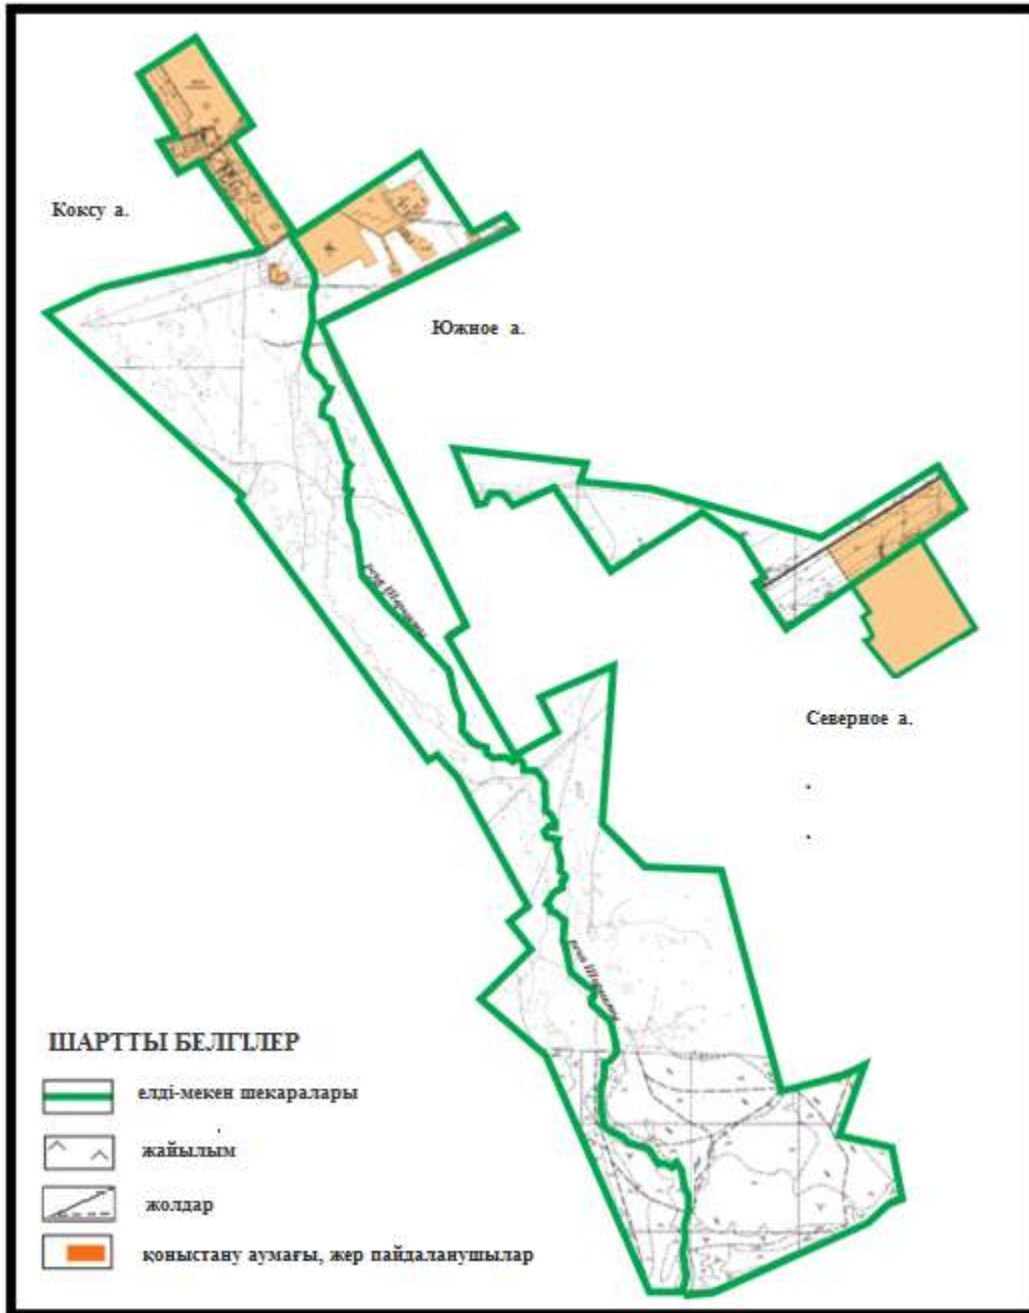 Коксу а.
Южное а.
Северное а.
ШАРТТЫ БЕЛГІЛЕР
елді-мекен шекаралары
жайылым
жолдар
қоныстану аумағы, жер пайдаланушылар